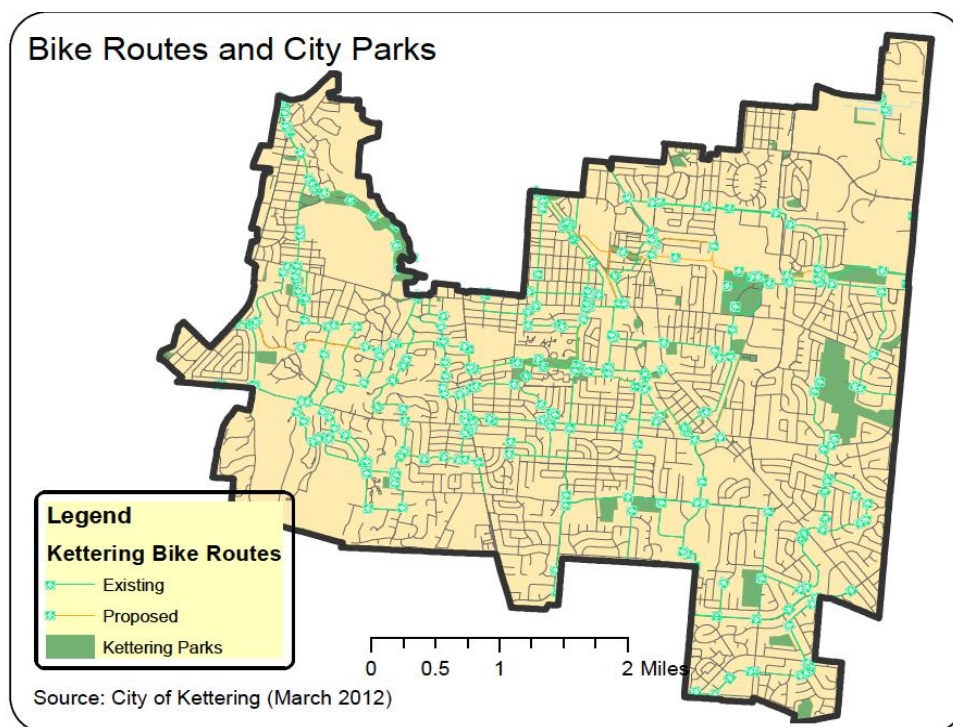 Bike Routes and City Parks
Legend
Kettering Bike Routes
Existing
Proposed
Kettering Parks
0 0.5 1 2 Miles
Source: City of Kettering (March 2012)